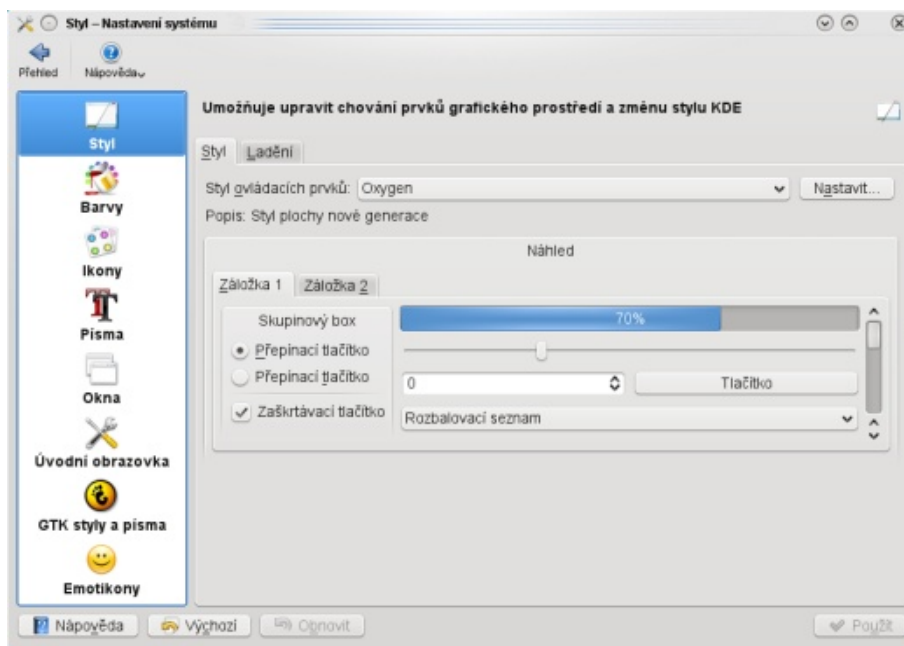 Styl – Nastavení systému
Přehled
Nápověda
Umožňuje upravit chování prvků grafického prostředí a změnu stylu KDE
Styl
Barvy
Ikony
Písma
Okna
Úvodní obrazovka
GTK styly a písma
Emotikony
Styl Ladění
Styl ovládacích prvků: Oxygen Nastavit...
Popis: Styl plochy nové generace
Náhled
Záložka 1 Záložka 2
Skupinový box
70%
Přepínací tlačítko
Přepínací tlačítko
0
Tlačítko
Zaškrtávací tlačítko
Rozbalovací seznam
Nápověda Výchozí Obnovit Použít